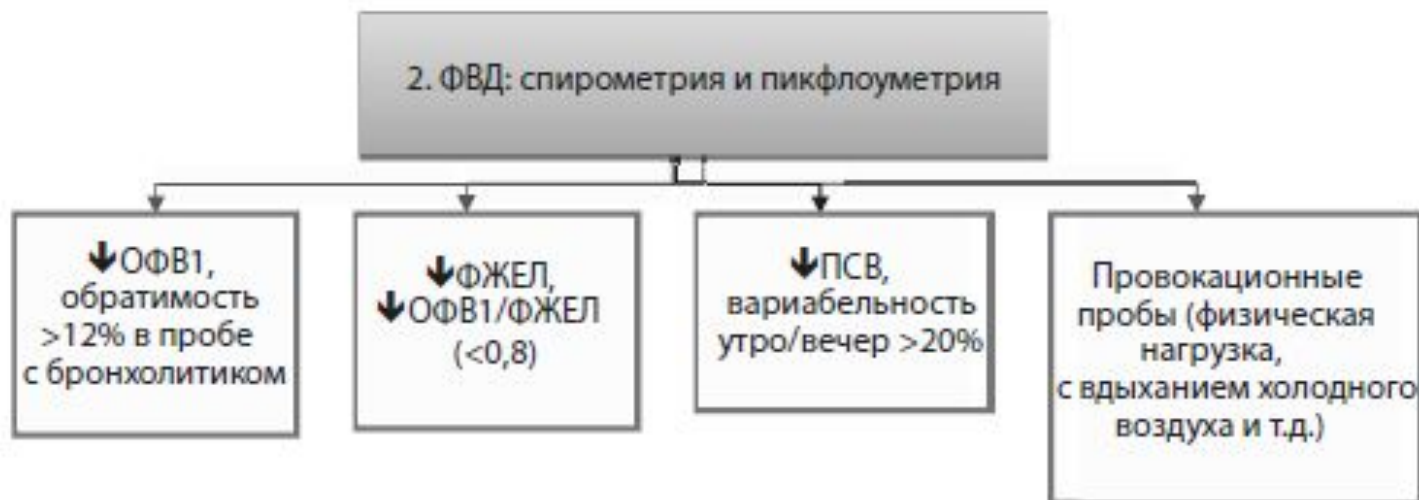 2. ФВД: спирометрия и пикфлоуметрия
🡻ОФВ1,
обратимость
>12% в пробе
с бронхолитиком
🡻ФЖЕЛ,
🡻ОФВ1/ФЖЕЛ
(<0,8)
🡻ПСВ,
вариабельность
утро/вечер >20%
Провокационные
пробы (физическая
нагрузка,
с вдыханием холодного
воздуха и т.д.)